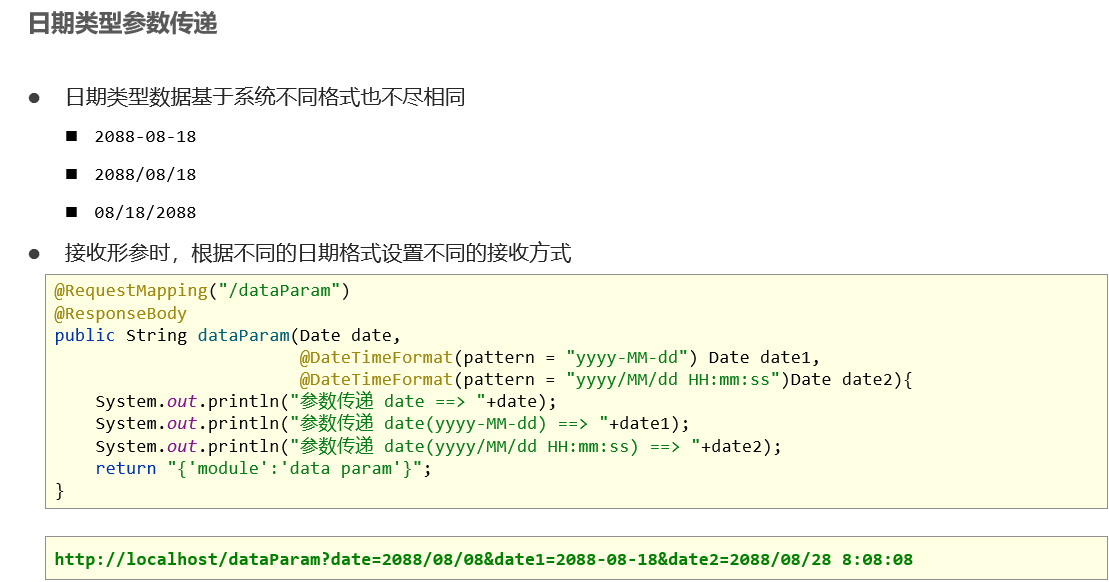 日期类型参数传递
● 日期类型数据基于系统不同格式也不尽相同
■ 2088-08-18
■ 2088/08/18
■ 08/18/2088
● 接收形参时，根据不同的日期格式设置不同的接收方式
@RequestMapping("/dataParam")
@ResponseBody
public String dataParam(Date date,
                        @DateTimeFormat(pattern = "yyyy-MM-dd") Date date1,
                        @DateTimeFormat(pattern = "yyyy/MM/dd HH:mm:ss")Date date2){
    System.out.println("参数传递 date ==> "+date);
    System.out.println("参数传递 date(yyyy-MM-dd) ==> "+date1);
    System.out.println("参数传递 date(yyyy/MM/dd HH:mm:ss) ==> "+date2);
    return "{'module':'data param'}";
}
http://localhost/dataParam?date=2088/08/08&date1=2088-08-18&date2=2088/08/28 8:08:08